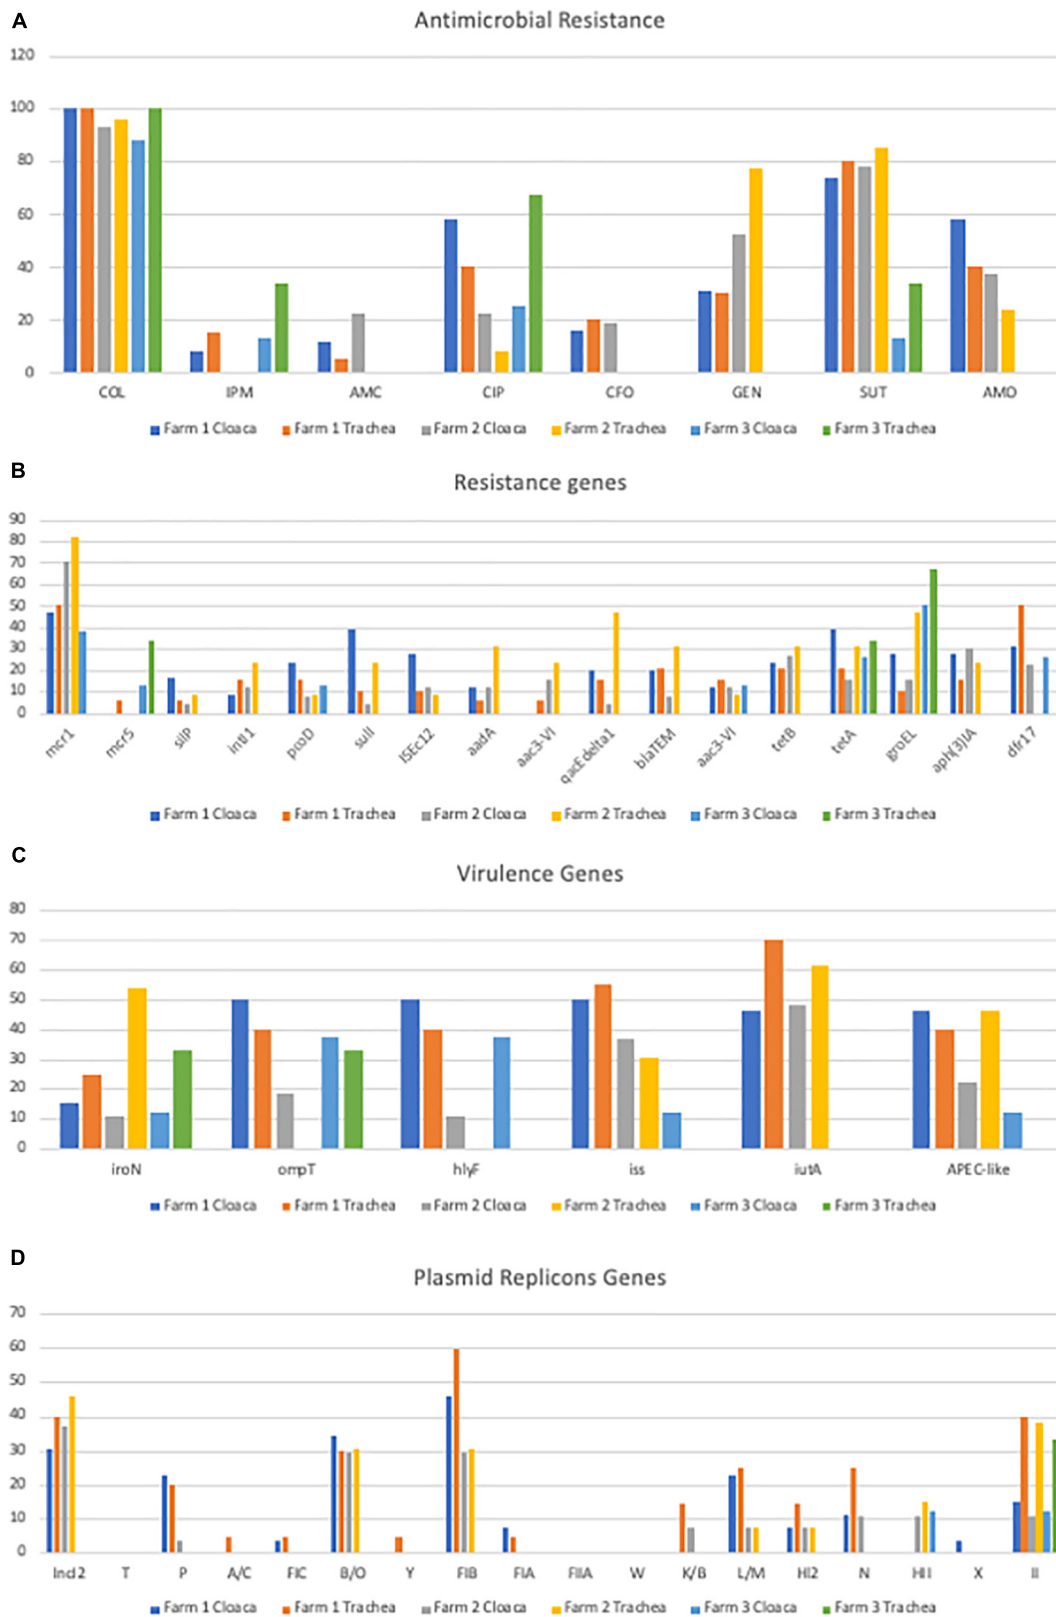 A
Antimicrobial Resistance
120
100
80
60
40
20
0
COL IPM AMC CIP CFO GEN SUT AMO
Farm 1 Cloaca Farm 1 Trachea Farm 2 Cloaca Farm 2 Trachea Farm 3 Cloaca Farm 3 Trachea
B
Resistance genes
90
80
70
60
50
40
30
20
10
0
mcr1 mcr5 silP intI1 pcoD sulI ISEc12 aadA aac3-VI qacEdelta1 blaTEM aac3-VI tetB tetA groEL aph(3)IA dfr17
Farm 1 Cloaca Farm 1 Trachea Farm 2 Cloaca Farm 2 Trachea Farm 3 Cloaca Farm 3 Trachea
C
Virulence Genes
80
70
60
50
40
30
20
10
0
iroN ompT hlyF iss iutA APEC-like
Farm 1 Cloaca Farm 1 Trachea Farm 2 Cloaca Farm 2 Trachea Farm 3 Cloaca Farm 3 Trachea
D
Plasmid Replicons Genes
70
60
50
40
30
20
10
0
IncI2 T P A/C FIC B/O Y FIB FIA FIIA W K/B L/M HI2 N HI1 X I1
Farm 1 Cloaca Farm 1 Trachea Farm 2 Cloaca Farm 2 Trachea Farm 3 Cloaca Farm 3 Trachea